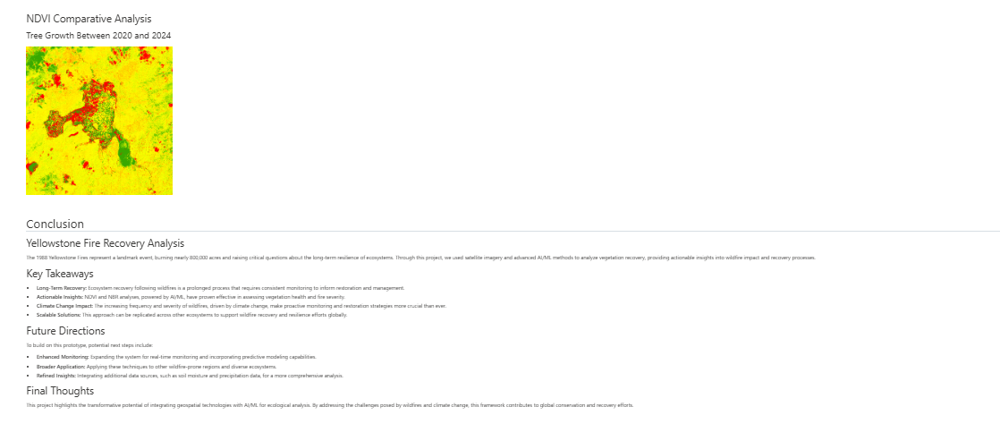 NDVI Comparative Analysis
Tree Growth Between 2020 and 2024
Conclusion
Yellowstone Fire Recovery Analysis
The 1988 Yellowstone Fires represent a landmark event, burning nearly 800,000 acres and raising critical questions about the long-term resilience of ecosystems. Through this project, we used satellite imagery and advanced AI/ML methods to analyze vegetation recovery, providing actionable insights into wildfire impact and recovery processes.
Key Takeaways
• Long-Term Recovery: Ecosystem recovery following wildfires is a prolonged process that requires consistent monitoring to inform restoration and management.
• Actionable Insights: NDVI and NBR analyses, powered by AI/ML, have proven effective in assessing vegetation health and fire severity.
• Climate Change Impact: The increasing frequency and severity of wildfires, driven by climate change, make proactive monitoring and restoration strategies more crucial than ever.
• Scalable Solutions: This approach can be replicated across other ecosystems to support wildfire recovery and resilience efforts globally.
Future Directions
To build on this prototype, potential next steps include:
• Enhanced Monitoring: Expanding the system for real-time monitoring and incorporating predictive modeling capabilities.
• Broader Application: Applying these techniques to other wildfire-prone regions and diverse ecosystems.
• Refined Insights: Integrating additional data sources, such as soil moisture and precipitation data, for a more comprehensive analysis.
Final Thoughts
This project highlights the transformative potential of integrating geospatial technologies with AI/ML for ecological analysis. By addressing the challenges posed by wildfires and climate change, this framework contributes to global conservation and recovery efforts.